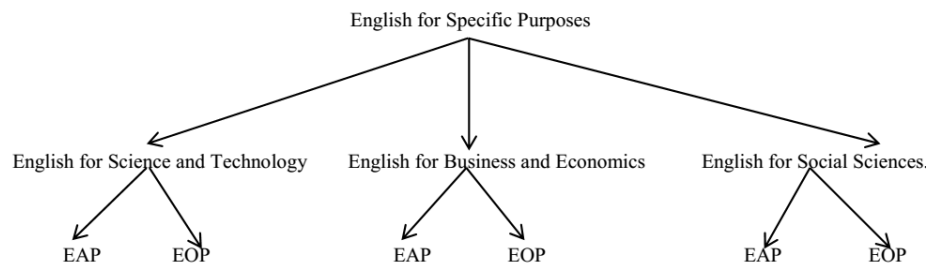 English for Specific Purposes
English for Science and Technology English for Business and Economics English for Social Sciences.
EAP EOP EAP EOP EAP EOP